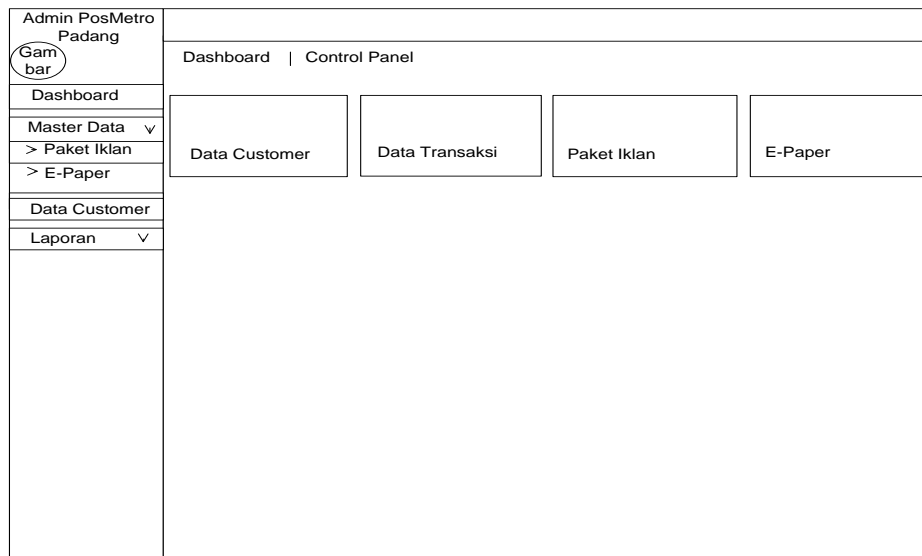 Admin PosMetro
Padang
Gam
bar
Dashboard
Master Data
> Paket Iklan
> E-Paper
Data Customer
Laporan
Dashboard | Control Panel
Data Customer
Data Transaksi
Paket Iklan
E-Paper